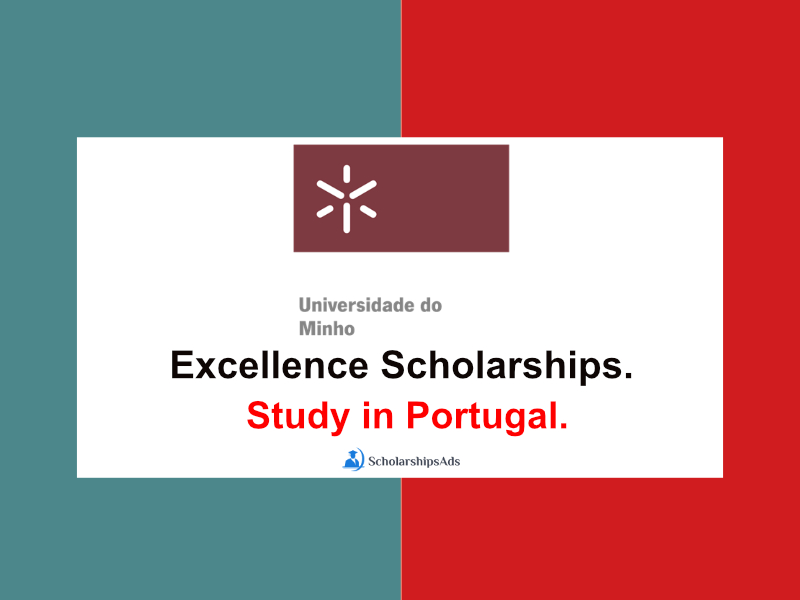 Universidade do
Minho
Excellence Scholarships.
Study in Portugal.
ScholarshipsAds